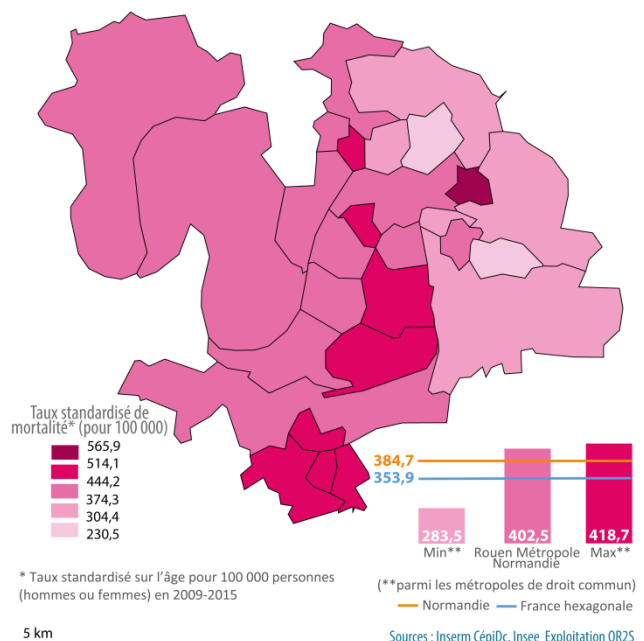 Taux standardisé de
mortalité* (pour 100 000)
565,9
514,1
444,2
374,3
304,4
230,5
384,7
353,9
283,5
402,5
418,7
Min**
Rouen Métropole
Normandie
Max**
(**parmi les métropoles de droit commun)
Normandie
France hexagonale
* Taux standardisé sur l'âge pour 100 000 personnes
(hommes ou femmes) en 2009-2015
5 km
Sources : Inserm CépiDc, Insee Exploitation OR2S